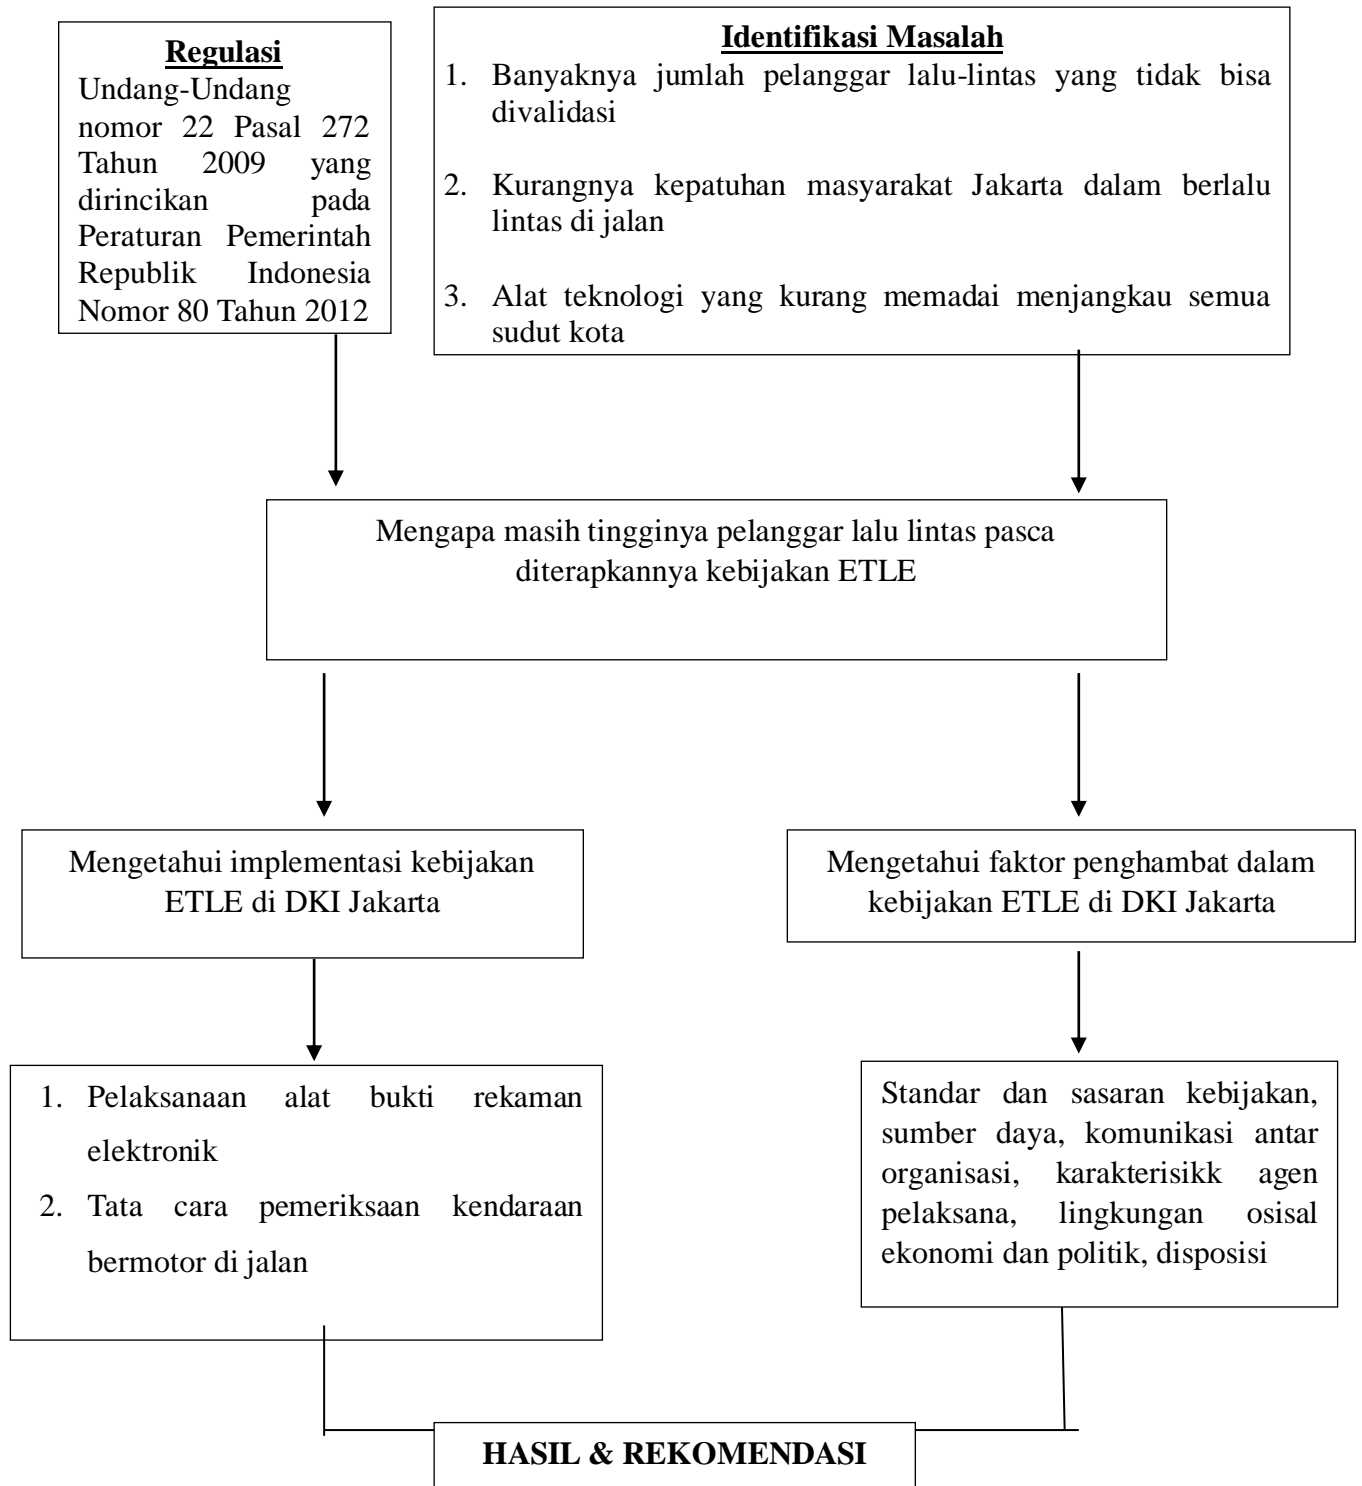 Regulasi
Undang-Undang
nomor 22 Pasal 272
Tahun 2009 yang
dirincikan pada
Peraturan Pemerintah
Republik Indonesia
Nomor 80 Tahun 2012
Identifikasi Masalah
1. Banyaknya jumlah pelanggar lalu-lintas yang tidak bisa
divalidasi
2. Kurangnya kepatuhan masyarakat Jakarta dalam berlalu
lintas di jalan
3. Alat teknologi yang kurang memadai menjangkau semua
sudut kota
Mengapa masih tingginya pelanggar lalu lintas pasca
diterapkannya kebijakan ETLE
Mengetahui implementasi kebijakan
ETLE di DKI Jakarta
Mengetahui faktor penghambat dalam
kebijakan ETLE di DKI Jakarta
1. Pelaksanaan alat bukti rekaman
elektronik
2. Tata cara pemeriksaan kendaraan
bermotor di jalan
Standar dan sasaran kebijakan,
sumber daya, komunikasi antar
organisasi, karakterisikk agen
pelaksana, lingkungan osisal
ekonomi dan politik, disposisi
HASIL & REKOMENDASI